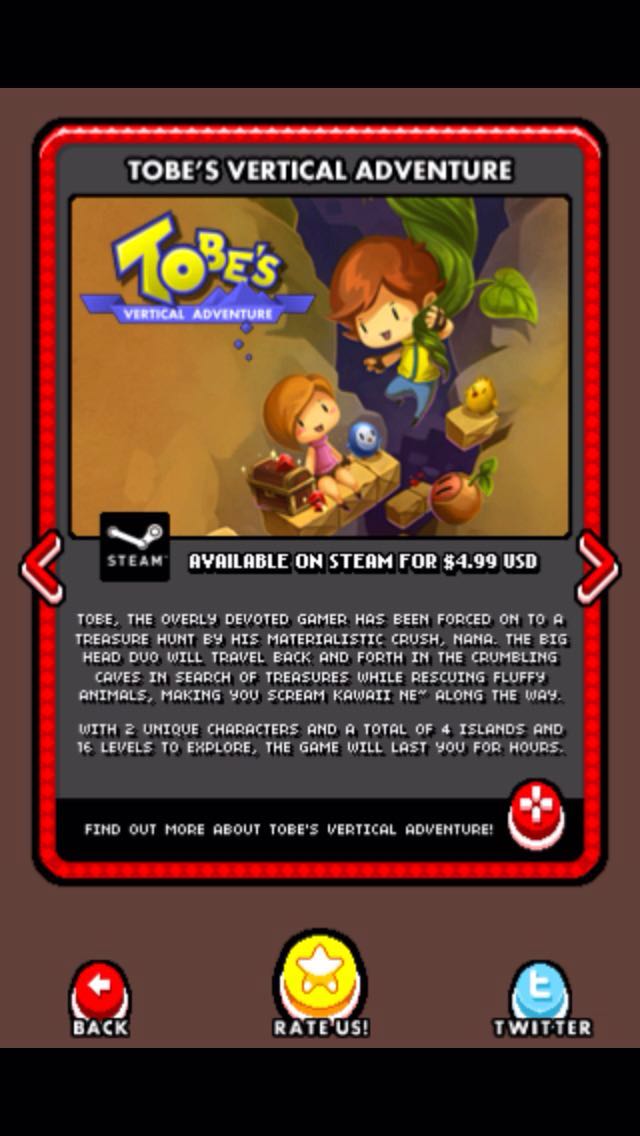 TOBE'S VERTICAL ADVENTURE
TOBE'S
VERTICAL ADVENTURE
STEAM™
AVAILABLE ON STEAM FOR $4.99 USD
TOBE, THE OVERLY DEVOTED GAMER HAS BEEN FORCED ON TO A
TREASURE HUNT BY HIS MATERIALISTIC CRUSH, NANA. THE BIG
HEAD DUO WILL TRAVEL BACK AND FORTH IN THE CRUMBLING
CAVES IN SEARCH OF TREASURES WHILE RESCUING FLUFFY
ANIMALS, MAKING YOU SCREAM KAWAII NE~ ALONG THE WAY.
WITH 2 UNIQUE CHARACTERS AND A TOTAL OF 4 ISLANDS AND
16 LEVELS TO EXPLORE, THE GAME WILL LAST YOU FOR HOURS.
FIND OUT MORE ABOUT TOBE'S VERTICAL ADVENTURE!
BACK
RATE US!
TWITTER